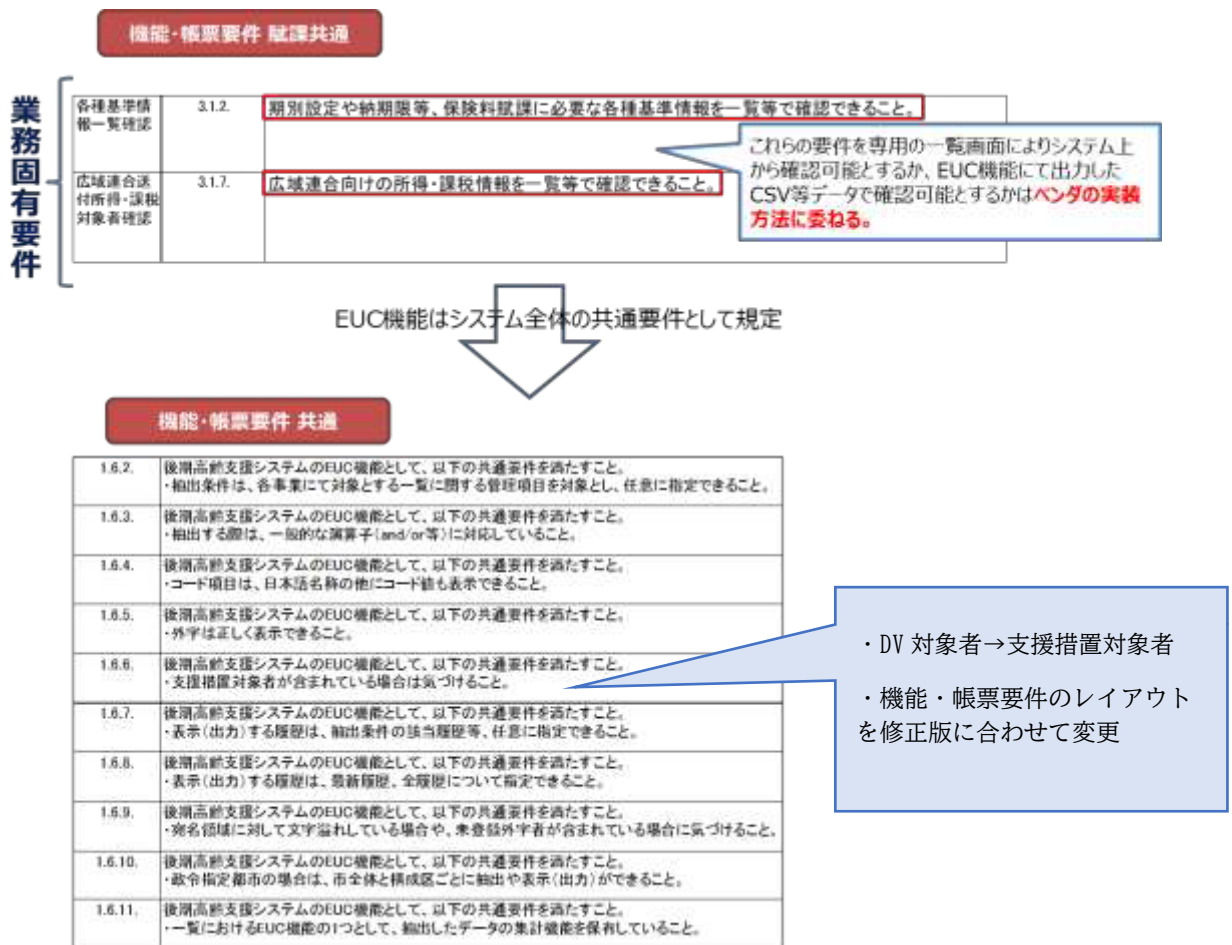 機能・帳票要件 賦課共通
業務固有要件
各種基準情
報一覧確認
3.1.2.
期別設定や納期限等、保険料賦課に必要な各種基準情報を一覧等で確認できること。
これらの要件を専用の一覧画面によりシステム上
から確認可能とするか、EUC機能にて出力した
CSV等データで確認可能とするかはベンダの実装
方法に委ねる。
広域連合送
付所得・課税
対象者確認
3.1.7.
広域連合向けの所得・課税情報を一覧等で確認できること。
EUC機能はシステム全体の共通要件として規定
機能・帳票要件 共通
1.6.2.
後期高齢支援システムのEUC機能として、以下の共通要件を満たすこと。
・抽出条件は、各事業にて対象とする一覧に関する管理項目を対象とし、任意に指定できること。
1.6.3.
後期高齢支援システムのEUC機能として、以下の共通要件を満たすこと。
・抽出する際は、一般的な演算子(and/or等)に対応していること。
1.6.4.
後期高齢支援システムのEUC機能として、以下の共通要件を満たすこと。
・コード項目は、日本語名称の他にコード値も表示できること。
1.6.5.
後期高齢支援システムのEUC機能として、以下の共通要件を満たすこと。
・外字は正しく表示できること。
1.6.6.
後期高齢支援システムのEUC機能として、以下の共通要件を満たすこと。
・支援措置対象者が含まれている場合は気づけること。
1.6.7.
後期高齢支援システムのEUC機能として、以下の共通要件を満たすこと。
・表示(出力)する履歴は、抽出条件の該当履歴等、任意に指定できること。
1.6.8.
後期高齢支援システムのEUC機能として、以下の共通要件を満たすこと。
・表示(出力)する履歴は、最新履歴、全履歴について指定できること。
1.6.9.
後期高齢支援システムのEUC機能として、以下の共通要件を満たすこと。
・宛名領域に対して文字溢れしている場合や、未登録外字者が含まれている場合に気づけること。
1.6.10.
後期高齢支援システムのEUC機能として、以下の共通要件を満たすこと。
・政令指定都市の場合は、市全体と構成区ごとに抽出や表示(出力)ができること。
1.6.11.
後期高齢支援システムのEUC機能として、以下の共通要件を満たすこと。
・一覧におけるEUC機能の1つとして、抽出したデータの集計機能を保有していること。
・DV 対象者→支援措置対象者
・機能・帳票要件のレイアウト
を修正版に合わせて変更